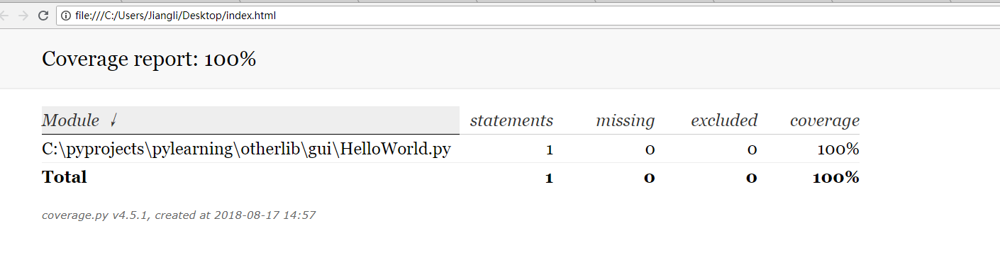 file:///C:/Users/Jiangli/Desktop/index.html
Coverage report: 100%
Module ↓ statements missing excluded coverage
C:\pyprojects\pylearning\otherlib\gui\HelloWorld.py 1 0 0 100%
Total 1 0 0 100%
coverage.py v4.5.1, created at 2018-08-17 14:57